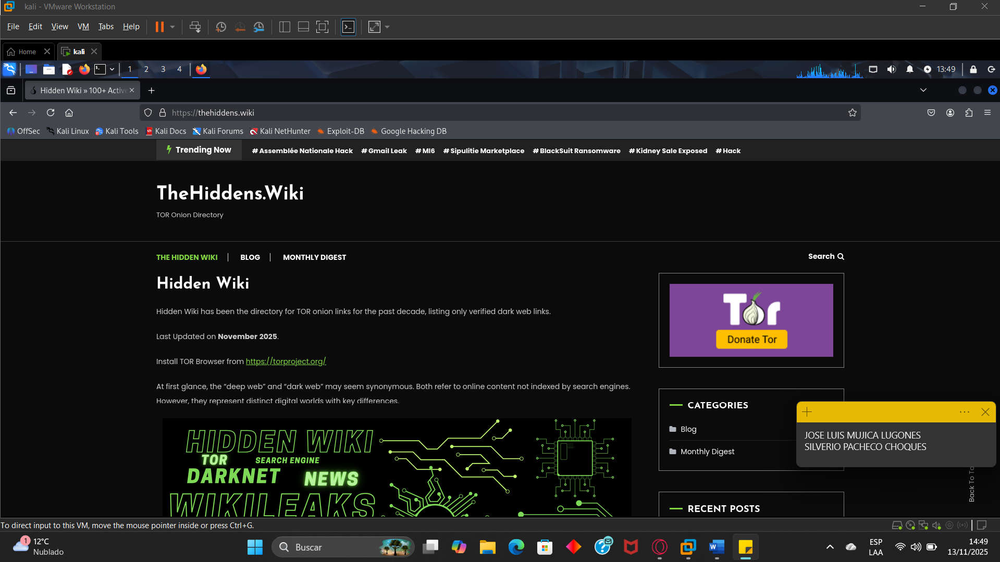 kali - VMware Workstation
File Edit View VM Tabs Help
Home kali
1 2 3 4 13:49
Hidden Wiki » 100+ Active
https://thehiddens.wiki
OffSec Kali Linux Kali Tools Kali Docs Kali Forums Kali NetHunter Exploit-DB Google Hacking DB
Trending Now #Assemblée Nationale Hack #Gmail Leak #MI6 #Sipulitie Marketplace #BlackSuit Ransomware #Kidney Sale Exposed #Hack
TheHiddens.Wiki
TOR Onion Directory
THE HIDDEN WIKI BLOG MONTHLY DIGEST Search
Hidden Wiki
Hidden Wiki has been the directory for TOR onion links for the past decade, listing only verified dark web links.
Last Updated on November 2025.
Install TOR Browser from https://torproject.org/
At first glance, the “deep web” and “dark web” may seem synonymous. Both refer to online content not indexed by search engines.
However, they represent distinct digital worlds with key differences.
HIDDEN WIKI
TOR SEARCH ENGINE
DARKNET NEWS
WIKILEAKS
Tor
Donate Tor
CATEGORIES
Blog
Monthly Digest
RECENT POSTS
JOSE LUIS MUJICA LUGONES
SILVERIO PACHECO CHOQUES
Back To To
To direct input to this VM, move the mouse pointer inside or press Ctrl+G.
1
12°C
Nublado
Buscar
ESP
LAA
14:49
13/11/2025